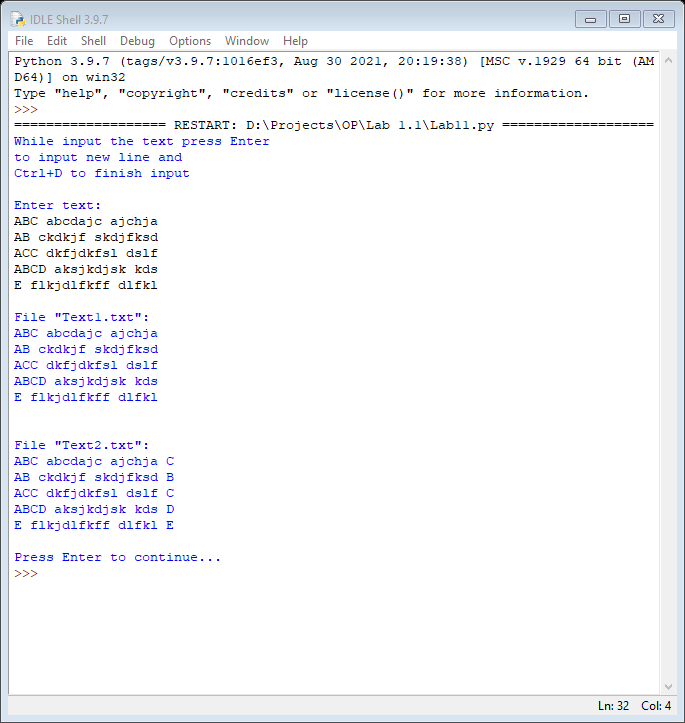 IDLE Shell 3.9.7
File Edit Shell Debug Options Window Help
Python 3.9.7 (tags/v3.9.7:1016ef3, Aug 30 2021, 20:19:38) [MSC v.1929 64 bit (AM
D64)] on win32
Type "help", "copyright", "credits" or "license()" for more information.
>>>
=================== RESTART: D:\Projects\OP\Lab 1.1\Lab11.py ===================
While input the text press Enter
to input new line and
Ctrl+D to finish input

Enter text:
ABC abcdajc ajchja
AB ckdkjf skdjfksd
ACC dkfjdkfsl dslf
ABCD aksjkdjsk kds
E flkjdlfkff dlfkl

File "Text1.txt":
ABC abcdajc ajchja
AB ckdkjf skdjfksd
ACC dkfjdkfsl dslf
ABCD aksjkdjsk kds
E flkjdlfkff dlfkl


File "Text2.txt":
ABC abcdajc ajchja C
AB ckdkjf skdjfksd B
ACC dkfjdkfsl dslf C
ABCD aksjkdjsk kds D
E flkjdlfkff dlfkl E

Press Enter to continue...
>>>
Ln: 32 Col: 4